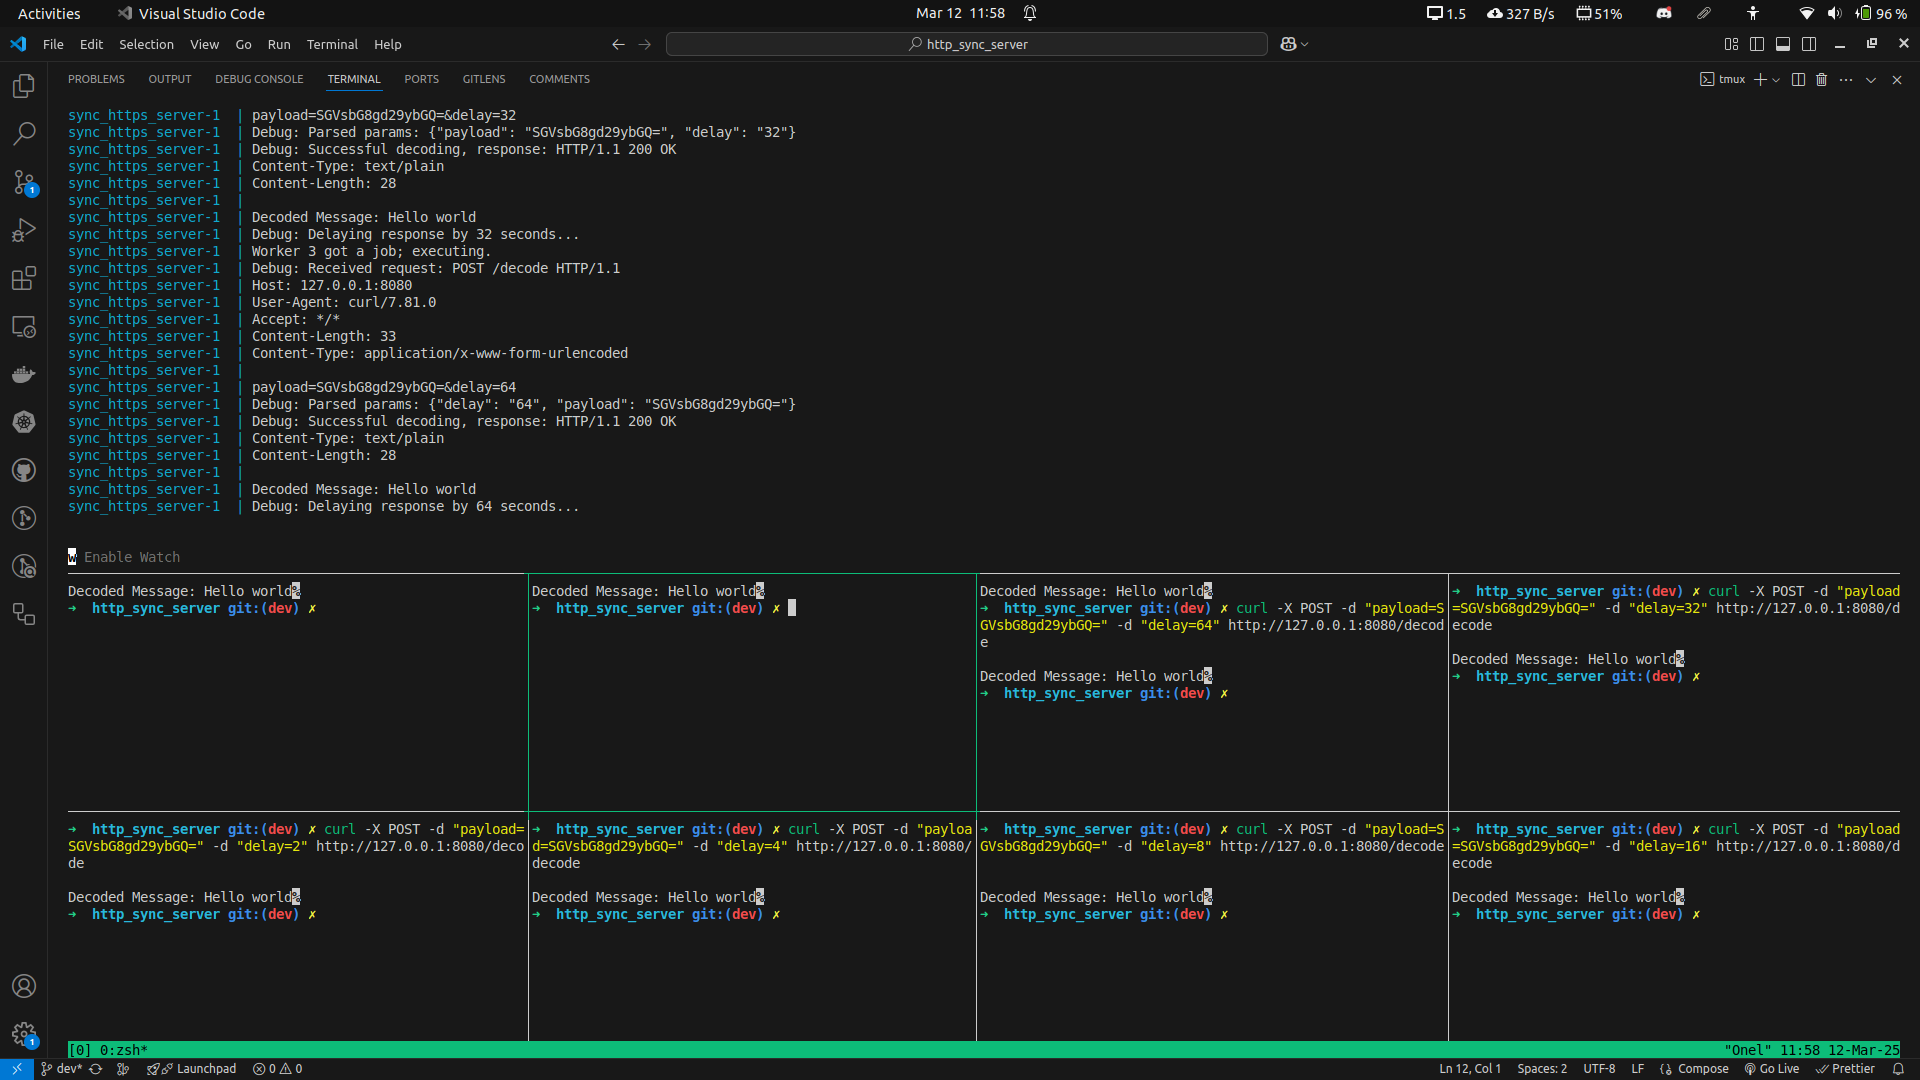 Activities Visual Studio Code Mar 12 11:58 1.5 327 B/s 51% 96 %
File Edit Selection View Go Run Terminal Help http_sync_server
PROBLEMS OUTPUT DEBUG CONSOLE TERMINAL PORTS GITLENS COMMENTS tmux
sync_https_server-1 | payload=SGVsbG8gd29ybGQ=&delay=32
sync_https_server-1 | Debug: Parsed params: {"payload": "SGVsbG8gd29ybGQ=", "delay": "32"}
sync_https_server-1 | Debug: Successful decoding, response: HTTP/1.1 200 OK
sync_https_server-1 | Content-Type: text/plain
sync_https_server-1 | Content-Length: 28
sync_https_server-1 |
sync_https_server-1 | Decoded Message: Hello world
sync_https_server-1 | Debug: Delaying response by 32 seconds...
sync_https_server-1 | Worker 3 got a job; executing.
sync_https_server-1 | Debug: Received request: POST /decode HTTP/1.1
sync_https_server-1 | Host: 127.0.0.1:8080
sync_https_server-1 | User-Agent: curl/7.81.0
sync_https_server-1 | Accept: */*
sync_https_server-1 | Content-Length: 33
sync_https_server-1 | Content-Type: application/x-www-form-urlencoded
sync_https_server-1 |
sync_https_server-1 | payload=SGVsbG8gd29ybGQ=&delay=64
sync_https_server-1 | Debug: Parsed params: {"delay": "64", "payload": "SGVsbG8gd29ybGQ="}
sync_https_server-1 | Debug: Successful decoding, response: HTTP/1.1 200 OK
sync_https_server-1 | Content-Type: text/plain
sync_https_server-1 | Content-Length: 28
sync_https_server-1 |
sync_https_server-1 | Decoded Message: Hello world
sync_https_server-1 | Debug: Delaying response by 64 seconds...
w Enable Watch
Decoded Message: Hello world%
➜ http_sync_server git:(dev) ✗
Decoded Message: Hello world%
➜ http_sync_server git:(dev) ✗
Decoded Message: Hello world%
➜ http_sync_server git:(dev) ✗ curl -X POST -d "payload=S
GVsbG8gd29ybGQ=" -d "delay=64" http://127.0.0.1:8080/decod
e
Decoded Message: Hello world%
➜ http_sync_server git:(dev) ✗
➜ http_sync_server git:(dev) ✗ curl -X POST -d "payload
=SGVsbG8gd29ybGQ=" -d "delay=32" http://127.0.0.1:8080/d
ecode
Decoded Message: Hello world%
➜ http_sync_server git:(dev) ✗
➜ http_sync_server git:(dev) ✗ curl -X POST -d "payload=
SGVsbG8gd29ybGQ=" -d "delay=2" http://127.0.0.1:8080/deco
de
Decoded Message: Hello world%
➜ http_sync_server git:(dev) ✗
➜ http_sync_server git:(dev) ✗ curl -X POST -d "payloa
d=SGVsbG8gd29ybGQ=" -d "delay=4" http://127.0.0.1:8080/
decode
Decoded Message: Hello world%
➜ http_sync_server git:(dev) ✗
➜ http_sync_server git:(dev) ✗ curl -X POST -d "payload=S
GVsbG8gd29ybGQ=" -d "delay=8" http://127.0.0.1:8080/decode
Decoded Message: Hello world%
➜ http_sync_server git:(dev) ✗
➜ http_sync_server git:(dev) ✗ curl -X POST -d "payload
=SGVsbG8gd29ybGQ=" -d "delay=16" http://127.0.0.1:8080/d
ecode
Decoded Message: Hello world%
➜ http_sync_server git:(dev) ✗
1
1
[0] 0:zsh* "Onel" 11:58 12-Mar-25
dev* Launchpad 0 0 Ln 12, Col 1 Spaces: 2 UTF-8 LF Compose Go Live Prettier